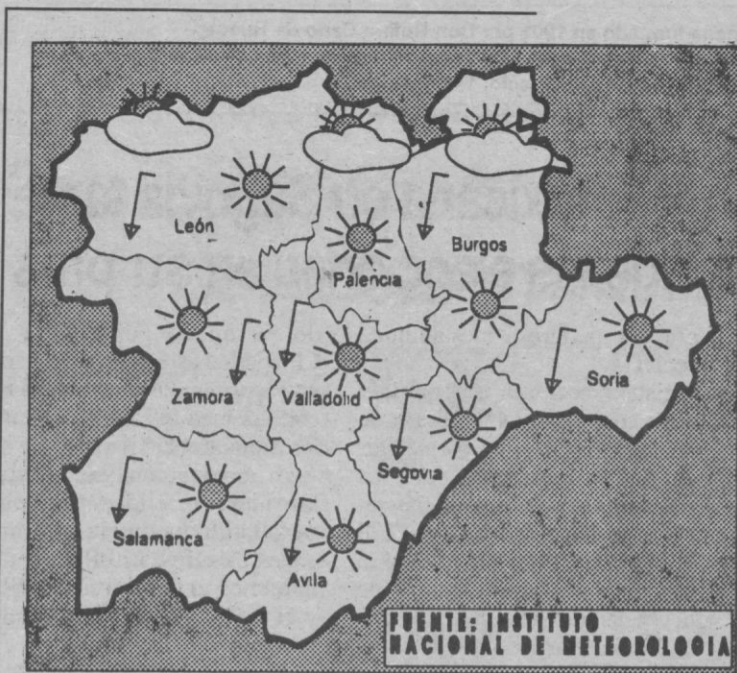 León
Burgos
Palencia
Soria
Zamora
Valladolid
Segovia
Salamanca
Avila
FUENTE: INSTITUTO
NACIONAL DE METEOROLOGIA